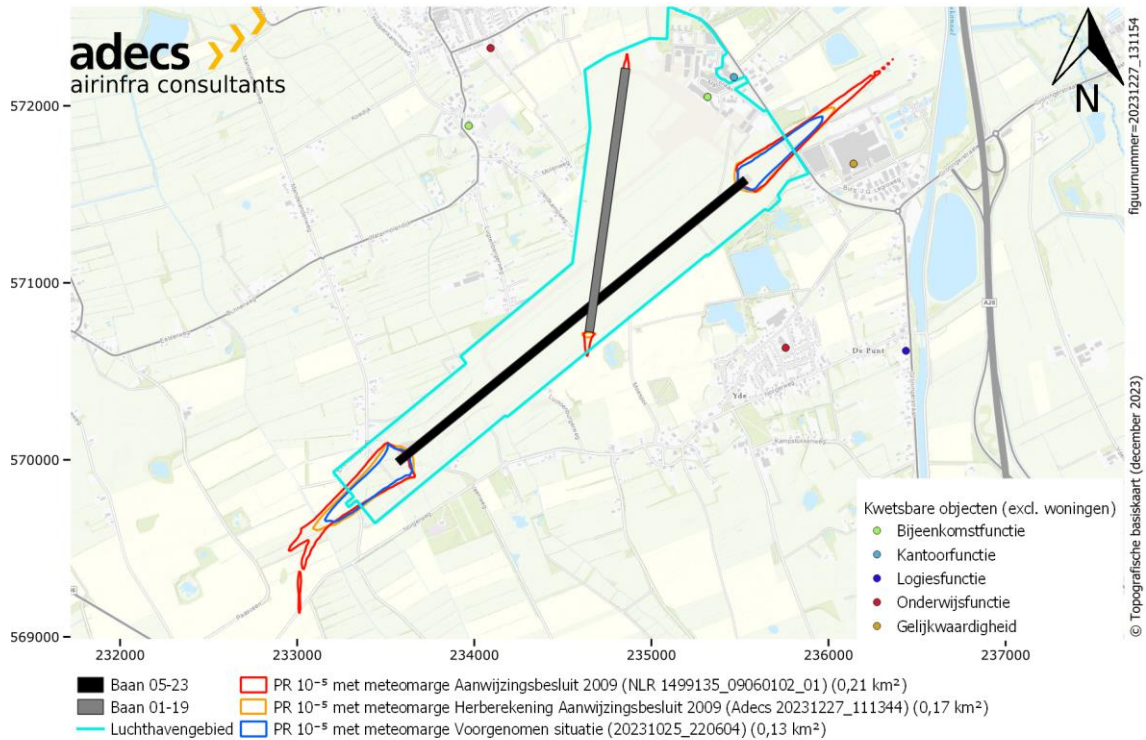 adecs
airinfra consultants
N
figuurnummer=20231227_131154
© Topografische basiskaart (december 2023)
572000
571000
570000
569000
232000
233000
234000
235000
236000
237000
A28
De Punt
Yde
Kwetsbare objecten (excl. woningen)
Bijeenkomstfunctie
Kantoorfunctie
Logiesfunctie
Onderwijsfunctie
Gelijkwaardigheid
Baan 05-23
Baan 01-19
Luchthavengebied
PR 10⁻⁵ met meteomarge Aanwijzingsbesluit 2009 (NLR 1499135_09060102_01) (0,21 km²)
PR 10⁻⁵ met meteomarge Herberekening Aanwijzingsbesluit 2009 (Adecs 20231227_111344) (0,17 km²)
PR 10⁻⁵ met meteomarge Voorgenomen situatie (20231025_220604) (0,13 km²)